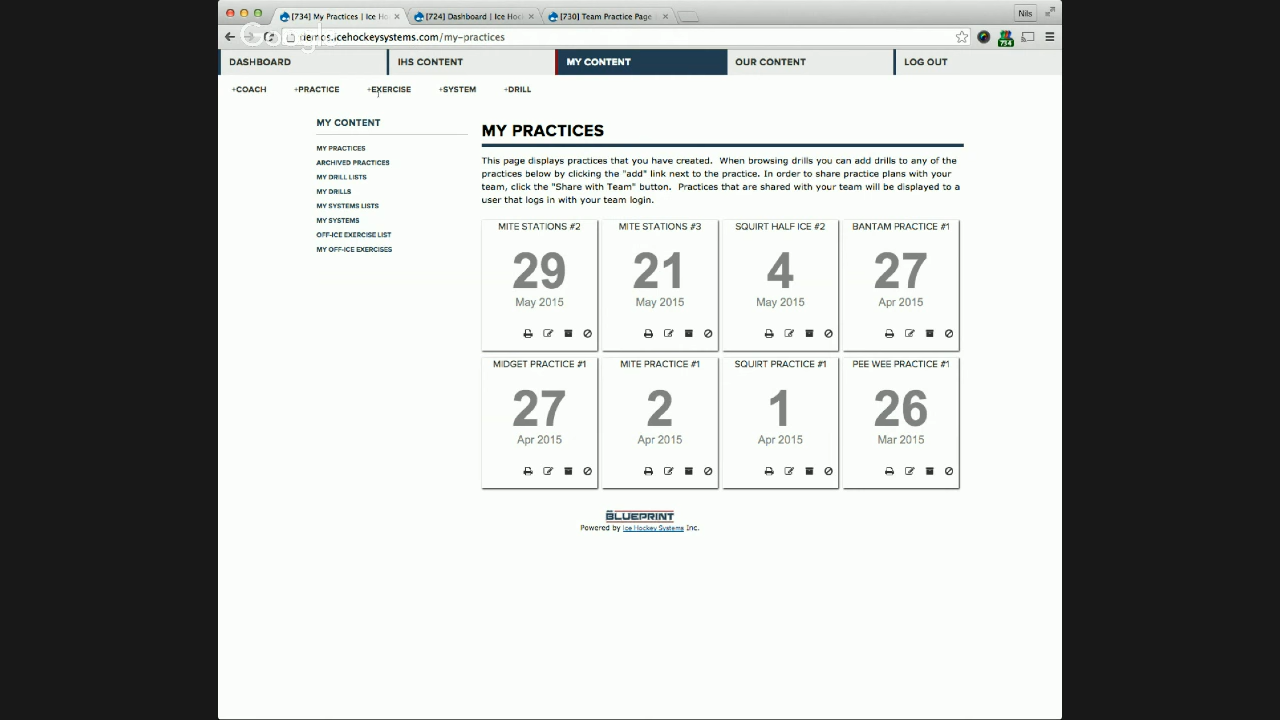 [734] My Practices | Ice Ho
[724] Dashboard | Ice Hoc
[730] Team Practice Page
Nils
Google
demos.icehockeysystems.com/my-practices
734
DASHBOARD
IHS CONTENT
MY CONTENT
OUR CONTENT
LOG OUT
+COACH
+PRACTICE
+EXERCISE
+SYSTEM
+DRILL
MY CONTENT
MY PRACTICES
ARCHIVED PRACTICES
MY DRILL LISTS
MY DRILLS
MY SYSTEMS LISTS
MY SYSTEMS
OFF-ICE EXERCISE LIST
MY OFF-ICE EXERCISES
MY PRACTICES
This page displays practices that you have created. When browsing drills you can add drills to any of the
practices below by clicking the "add" link next to the practice. In order to share practice plans with your
team, click the "Share with Team" button. Practices that are shared with your team will be displayed to a
user that logs in with your team login.
MITE STATIONS #2
29
May 2015
MITE STATIONS #3
21
May 2015
SQUIRT HALF ICE #2
4
May 2015
BANTAM PRACTICE #1
27
Apr 2015
MIDGET PRACTICE #1
27
Apr 2015
MITE PRACTICE #1
2
Apr 2015
SQUIRT PRACTICE #1
1
Apr 2015
PEE WEE PRACTICE #1
26
Mar 2015
BLUEPRINT
Powered by Ice Hockey Systems Inc.